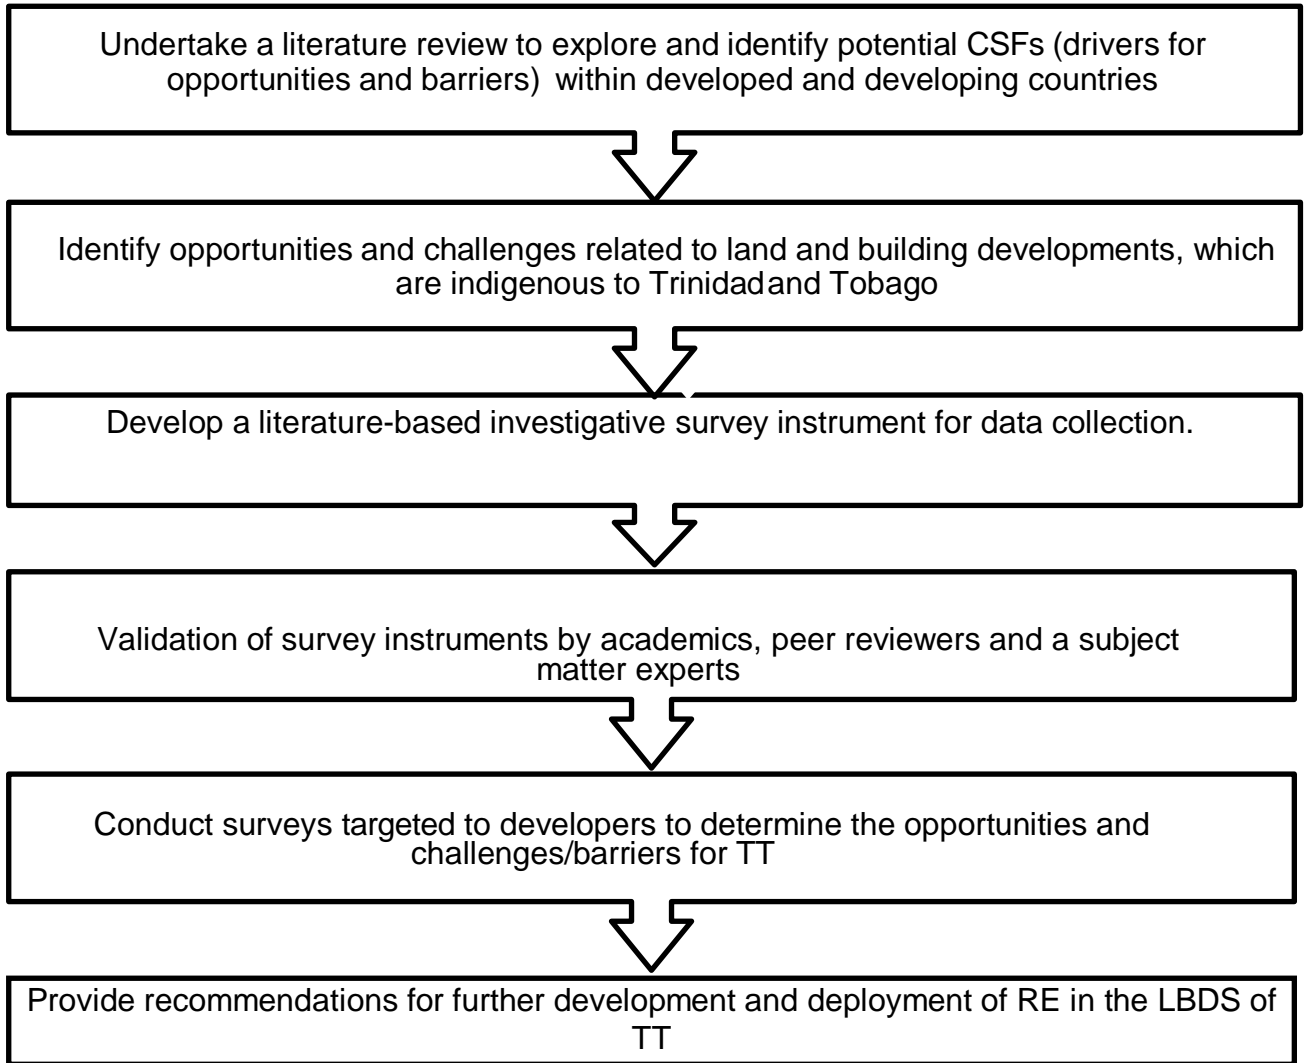 Undertake a literature review to explore and identify potential CSFs (drivers for
opportunities and barriers) within developed and developing countries
Identify opportunities and challenges related to land and building developments, which
are indigenous to Trinidad and Tobago
Develop a literature-based investigative survey instrument for data collection.
Validation of survey instruments by academics, peer reviewers and a subject
matter experts
Conduct surveys targeted to developers to determine the opportunities and
challenges/barriers for TT
Provide recommendations for further development and deployment of RE in the LBDS of
TT